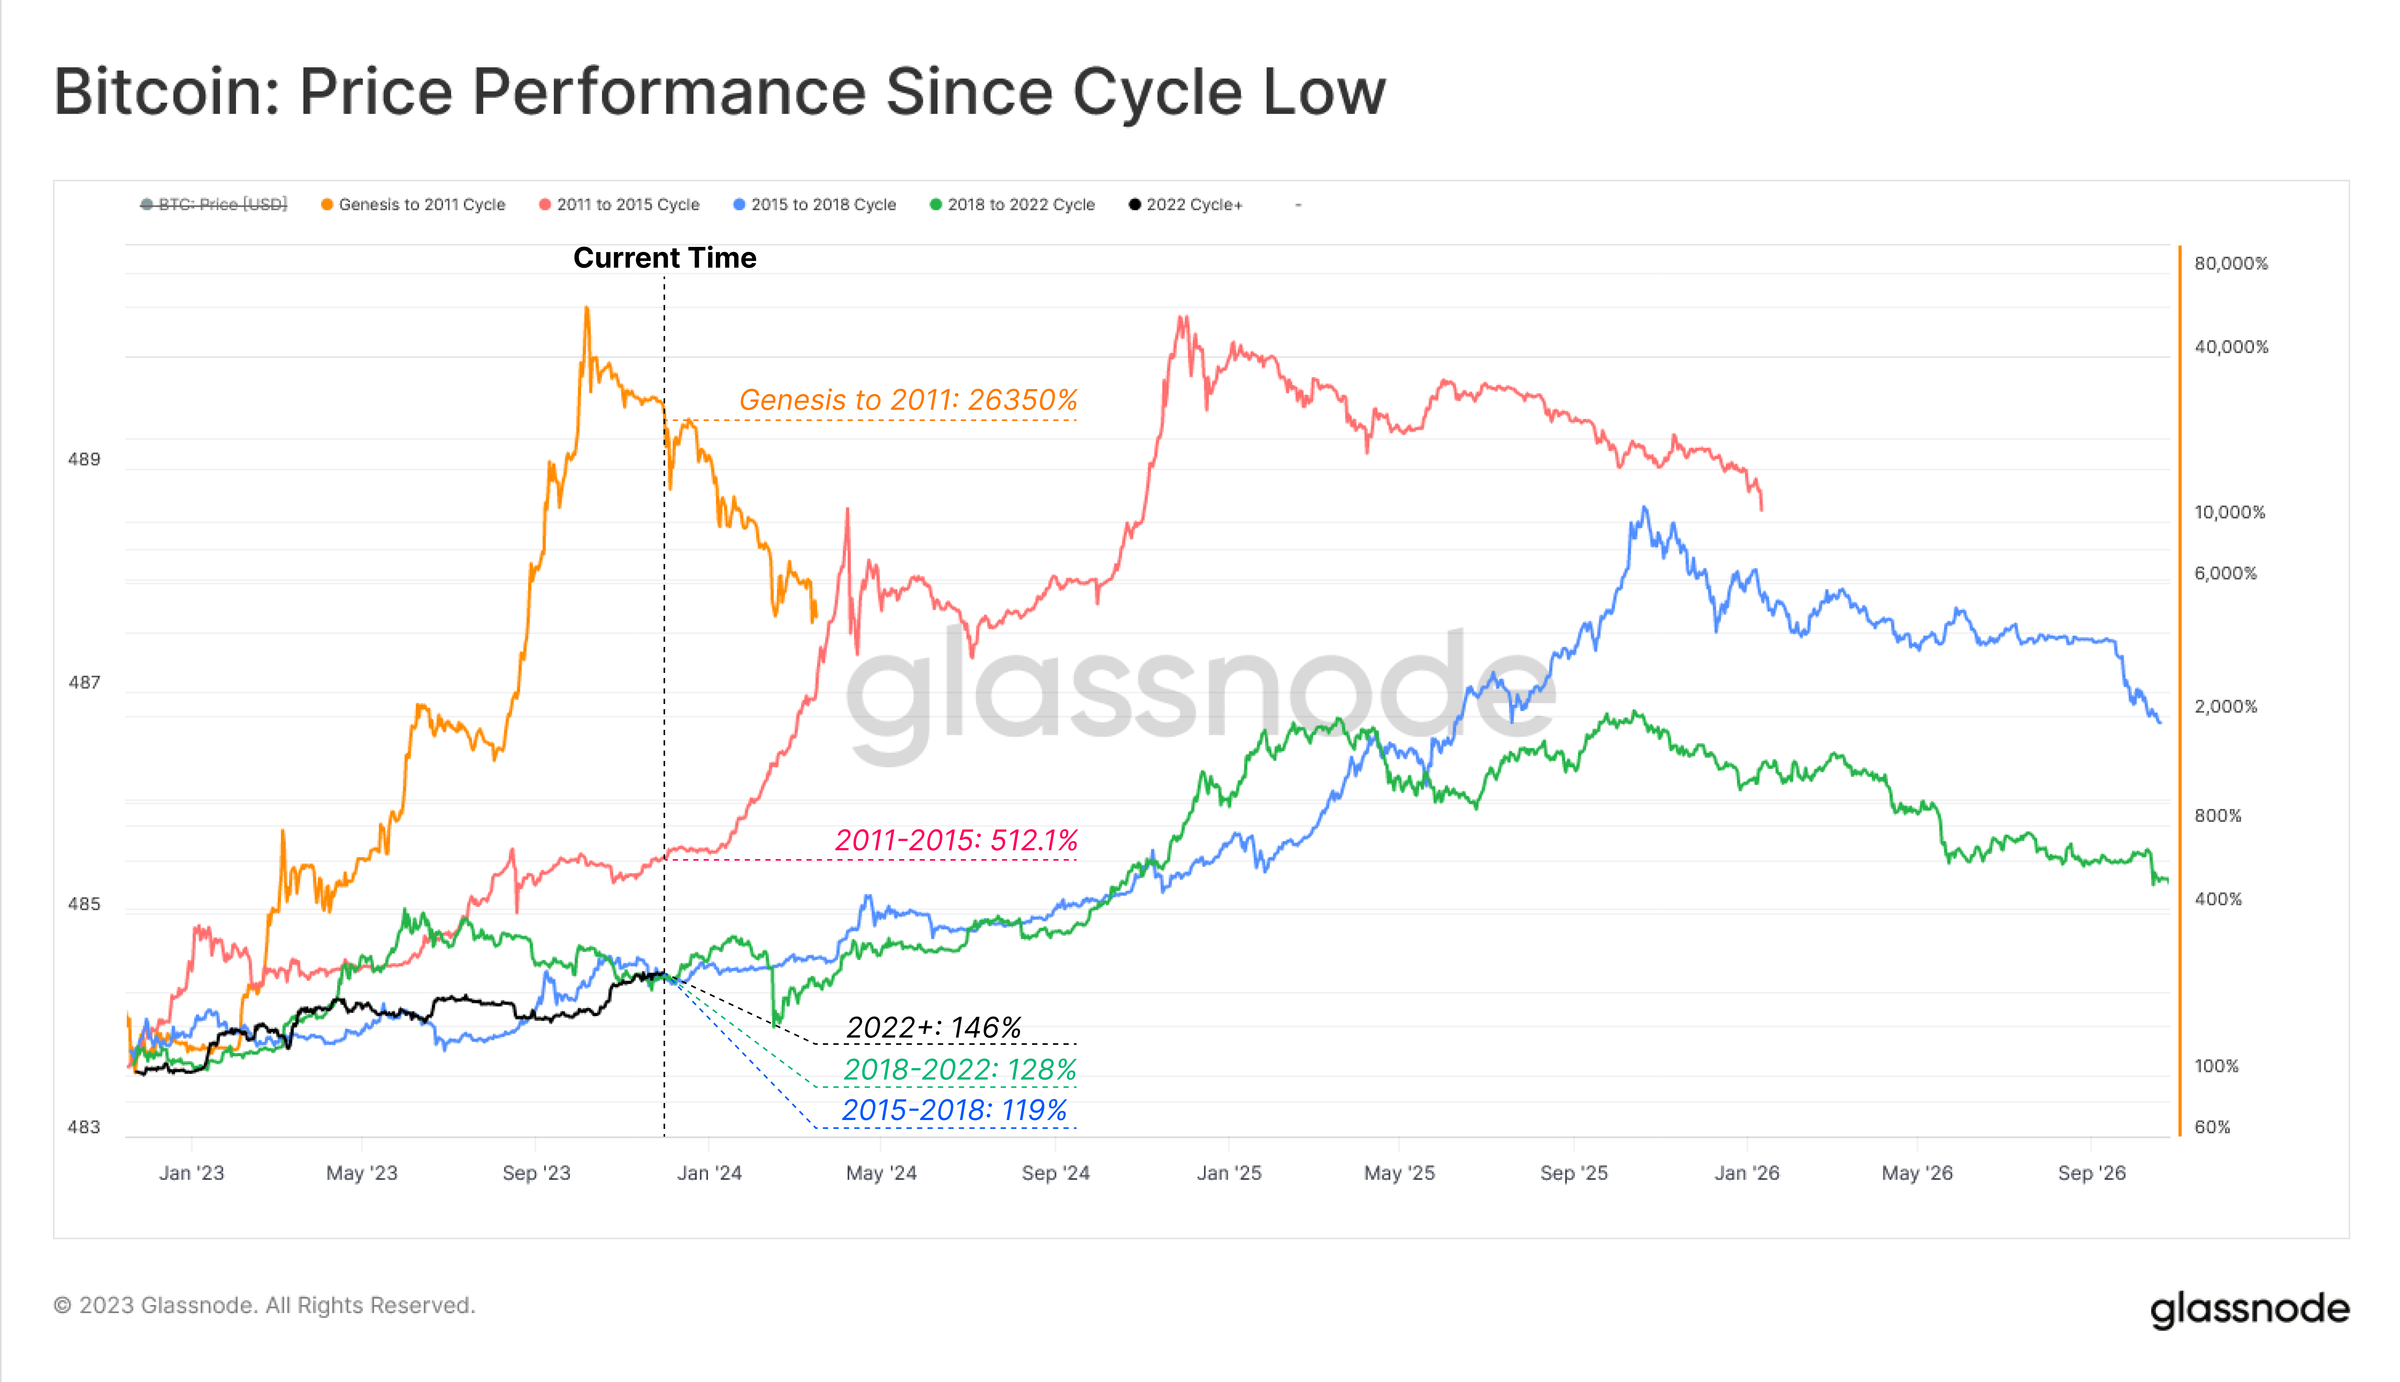 Bitcoin: Price Performance Since Cycle Low
BTC: Price [USD] Genesis to 2011 Cycle 2011 to 2015 Cycle 2015 to 2018 Cycle 2018 to 2022 Cycle 2022 Cycle+ -
Current Time
80,000%
40,000%
Genesis to 2011: 26350%
489
10,000%
6,000%
glassnode
487
2,000%
800%
2011-2015: 512.1%
400%
485
2022+: 146%
2018-2022: 128%
100%
2015-2018: 119%
483
60%
Jan '23 May '23 Sep '23 Jan '24 May '24 Sep '24 Jan '25 May '25 Sep '25 Jan '26 May '26 Sep '26
© 2023 Glassnode. All Rights Reserved.
glassnode